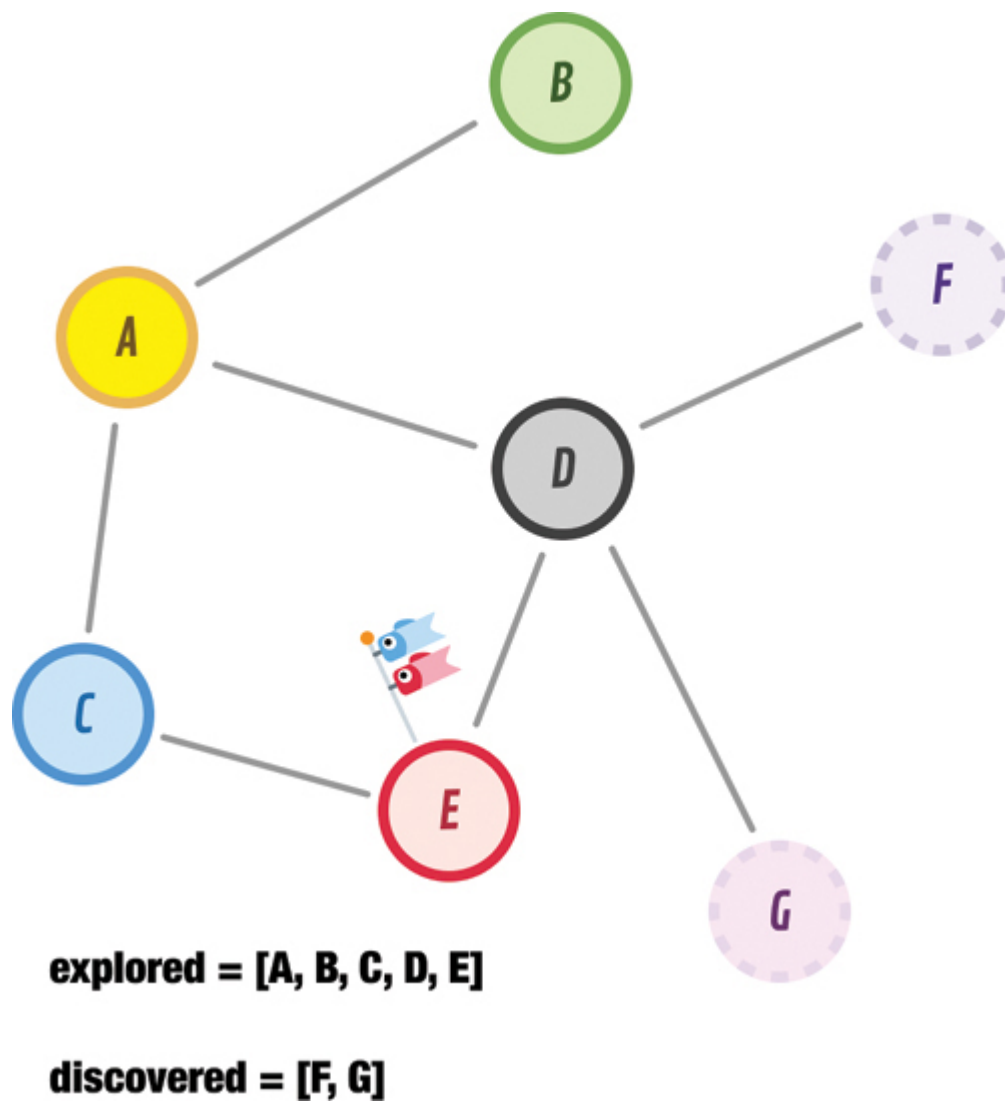 B
F
A
D
C
E
G
explored = [A, B, C, D, E]
discovered = [F, G]